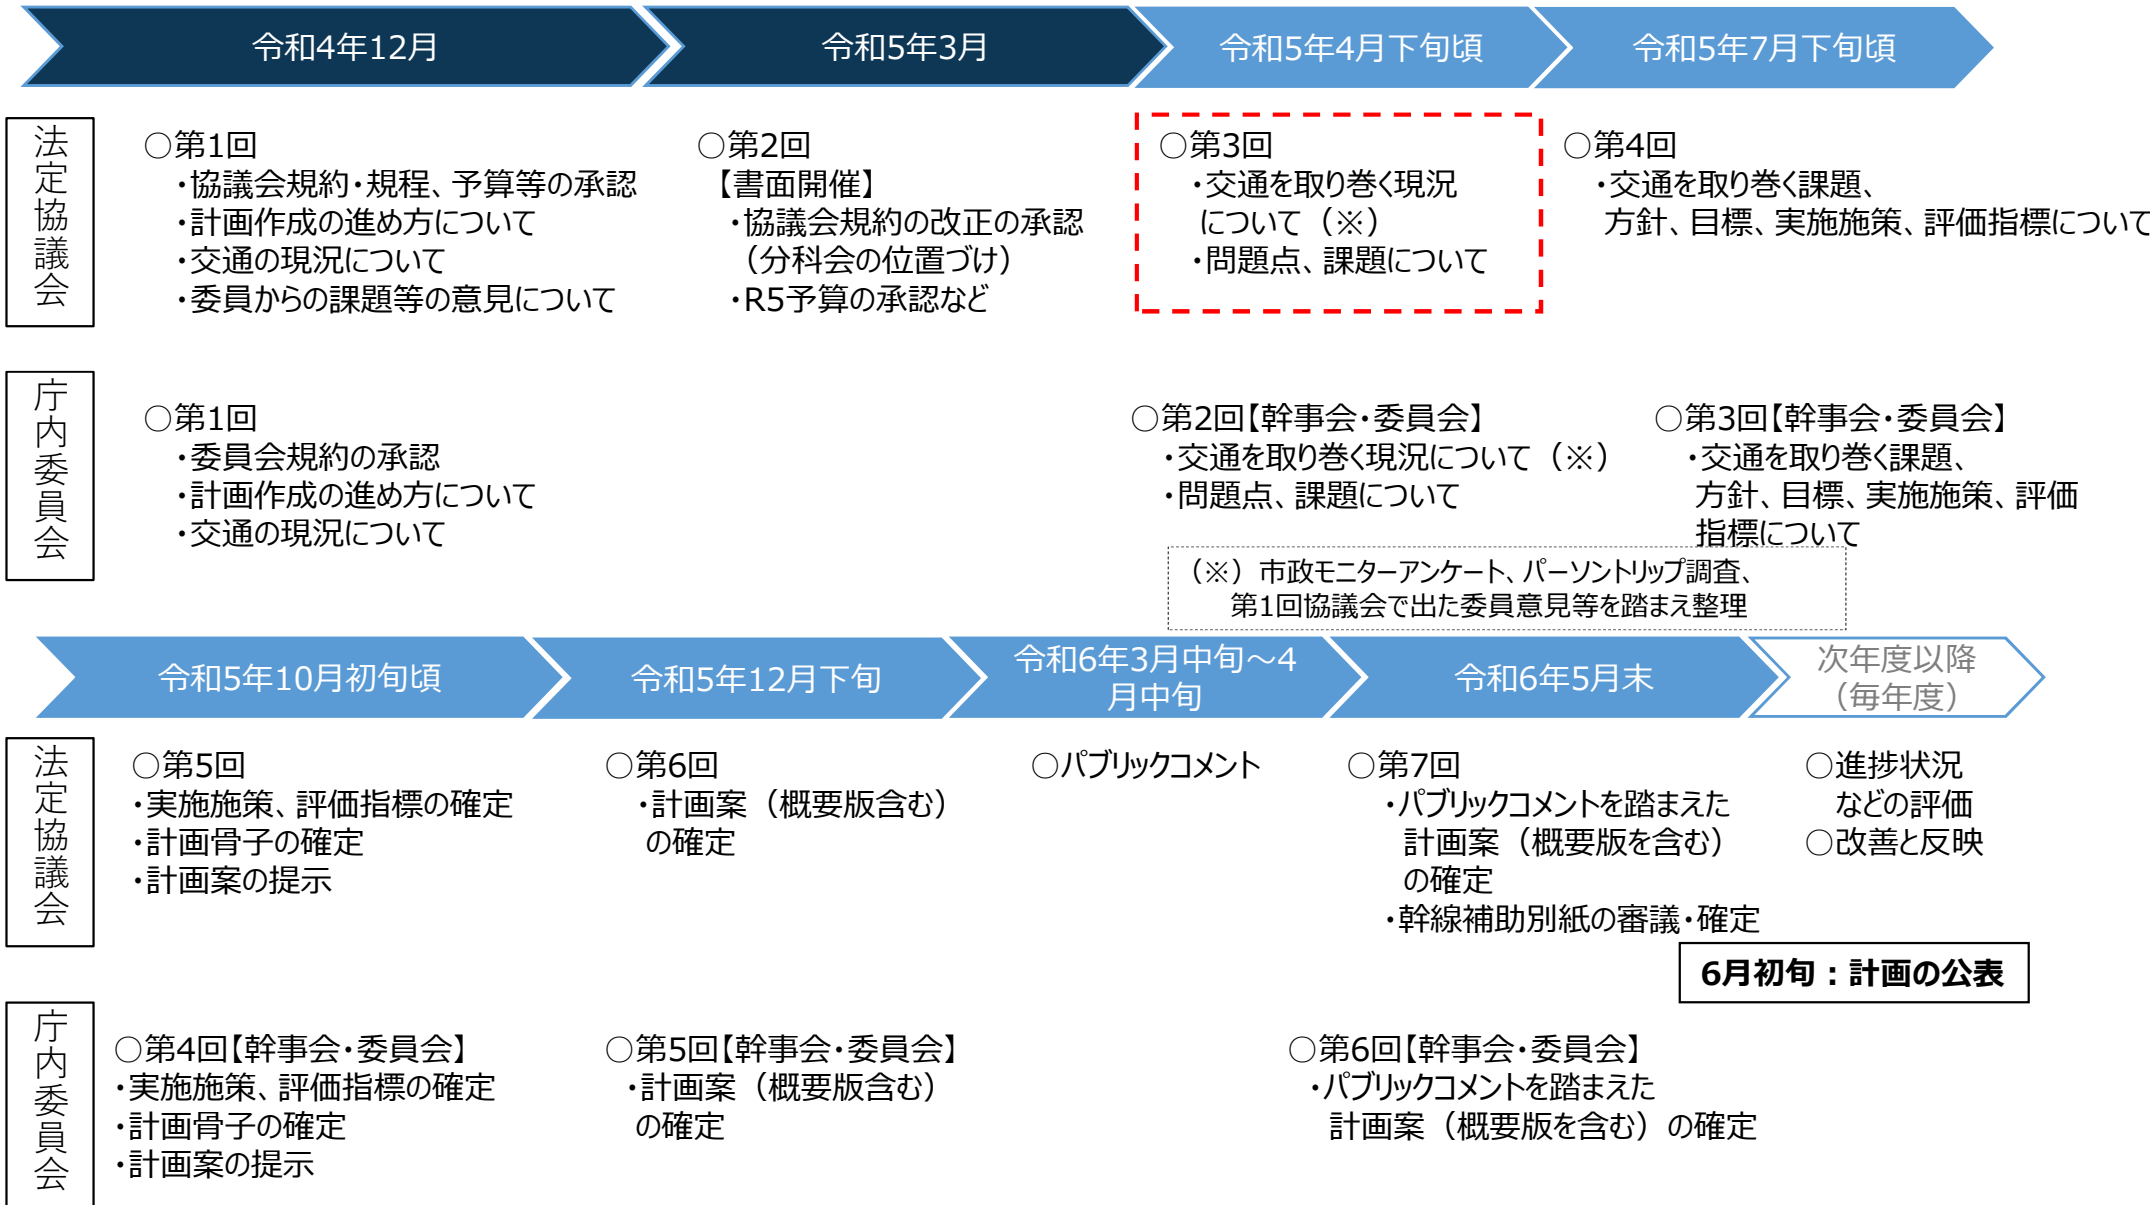 令和4年12月
令和5年3月
令和5年4月下旬頃
令和5年7月下旬頃
法定協議会
○第1回
・協議会規約・規程、予算等の承認
・計画作成の進め方について
・交通の現況について
・委員からの課題等の意見について
○第2回
【書面開催】
・協議会規約の改正の承認
（分科会の位置づけ）
・R5予算の承認など
○第3回
・交通を取り巻く現況
について（※）
・問題点、課題について
○第4回
・交通を取り巻く課題、
方針、目標、実施施策、評価指標について
庁内委員会
○第1回
・委員会規約の承認
・計画作成の進め方について
・交通の現況について
○第2回【幹事会・委員会】
・交通を取り巻く現況について（※）
・問題点、課題について
○第3回【幹事会・委員会】
・交通を取り巻く課題、
方針、目標、実施施策、評価
指標について
（※）市政モニターアンケート、パーソントリップ調査、
第1回協議会で出た委員意見等を踏まえ整理
令和5年10月初旬頃
令和5年12月下旬
令和6年3月中旬～4
月中旬
令和6年5月末
次年度以降
（毎年度）
法定協議会
○第5回
・実施施策、評価指標の確定
・計画骨子の確定
・計画案の提示
○第6回
・計画案（概要版含む）
の確定
○パブリックコメント
○第7回
・パブリックコメントを踏まえた
計画案（概要版を含む）
の確定
・幹線補助別紙の審議・確定
○進捗状況
などの評価
○改善と反映
6月初旬：計画の公表
庁内委員会
○第4回【幹事会・委員会】
・実施施策、評価指標の確定
・計画骨子の確定
・計画案の提示
○第5回【幹事会・委員会】
・計画案（概要版含む）
の確定
○第6回【幹事会・委員会】
・パブリックコメントを踏まえた
計画案（概要版を含む）の確定